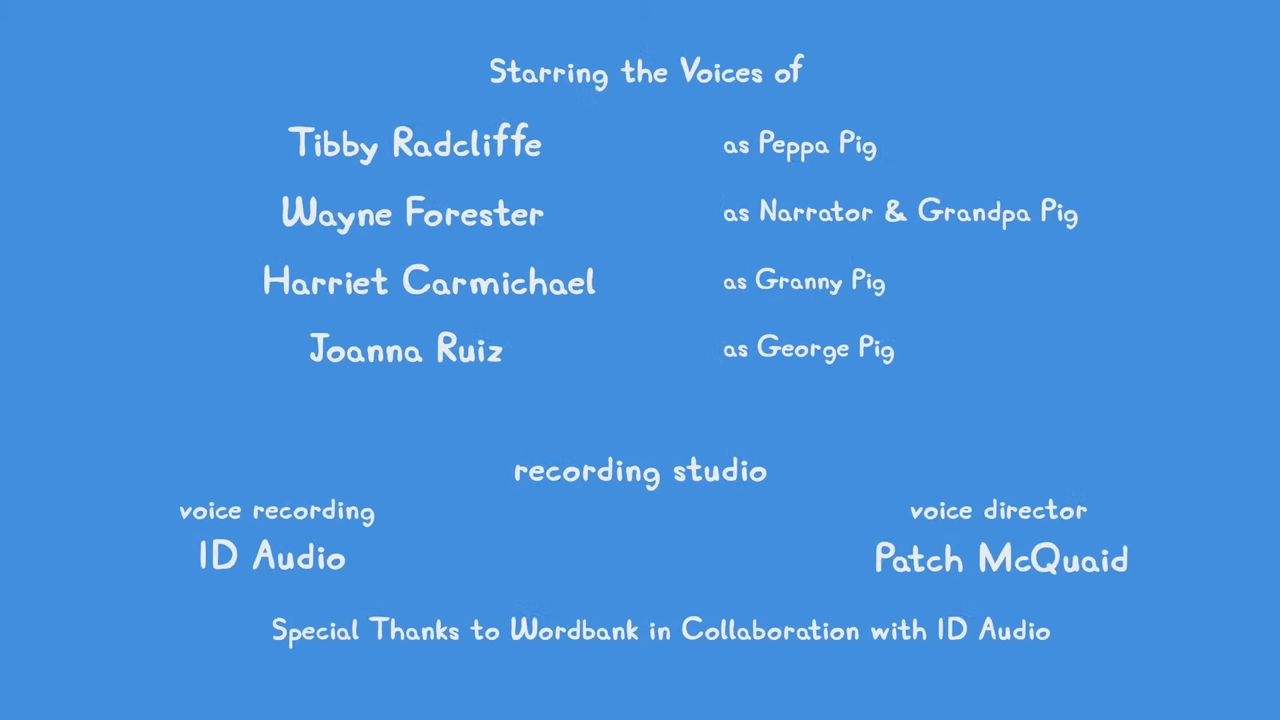 Starring the Voices of
Tibby Radcliffe as Peppa Pig
Wayne Forester as Narrator & Grandpa Pig
Harriet Carmichael as Granny Pig
Joanna Ruiz as George Pig
recording studio
voice recording voice director
ID Audio Patch McQuaid
Special Thanks to Wordbank in Collaboration with ID Audio